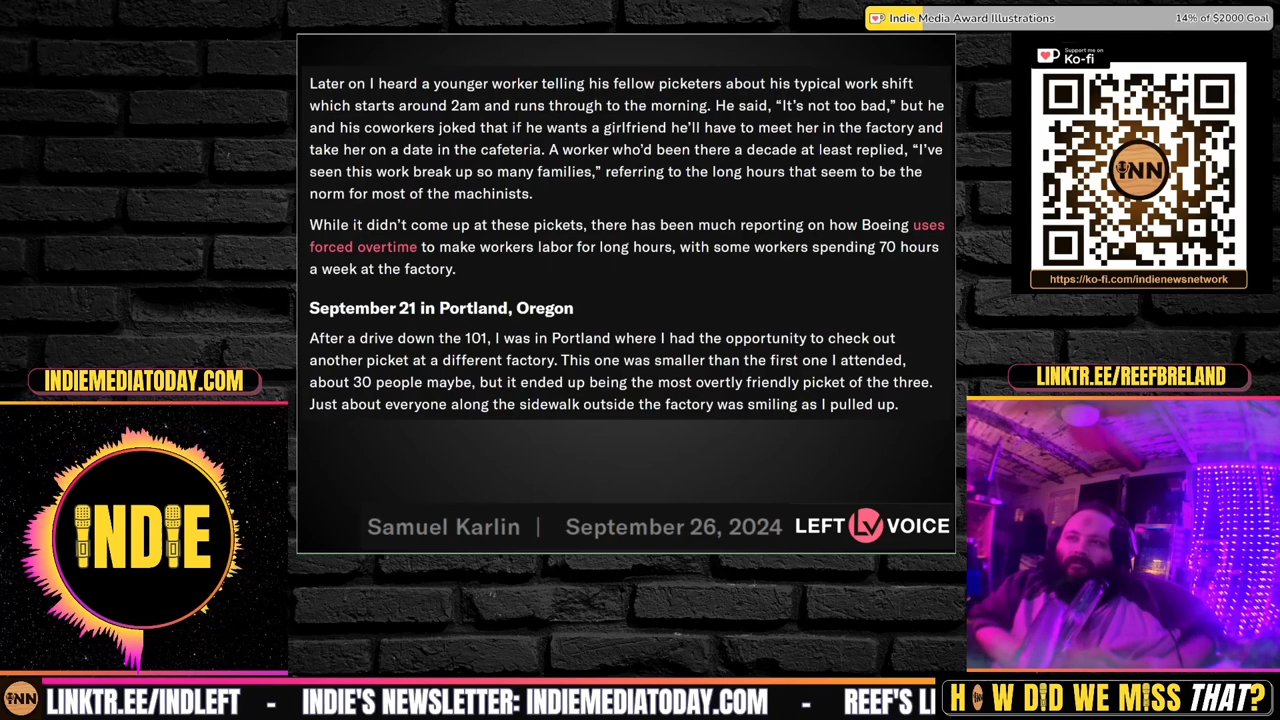 Indie Media Award Illustrations
14% of $2000 Goal
Later on I heard a younger worker telling his fellow picketers about his typical work shift
which starts around 2am and runs through to the morning. He said, “It’s not too bad,” but he
and his coworkers joked that if he wants a girlfriend he’ll have to meet her in the factory and
take her on a date in the cafeteria. A worker who’d been there a decade at least replied, “I’ve
seen this work break up so many families,” referring to the long hours that seem to be the
norm for most of the machinists.
While it didn’t come up at these pickets, there has been much reporting on how Boeing uses
forced overtime to make workers labor for long hours, with some workers spending 70 hours
a week at the factory.
September 21 in Portland, Oregon
After a drive down the 101, I was in Portland where I had the opportunity to check out
another picket at a different factory. This one was smaller than the first one I attended,
about 30 people maybe, but it ended up being the most overtly friendly picket of the three.
Just about everyone along the sidewalk outside the factory was smiling as I pulled up.
Samuel Karlin | September 26, 2024 LEFT LV VOICE
Support me on
Ko-fi
INN
https://ko-fi.com/indienewsnetwork
INDIEMEDIATODAY.COM
LINKTR.EE/REEFBRELAND
INDIE
INN
LINKTR.EE/INDLEFT - INDIE'S NEWSLETTER: INDIEMEDIATODAY.COM - REEF'S LI
HOW DID WE MISS THAT?